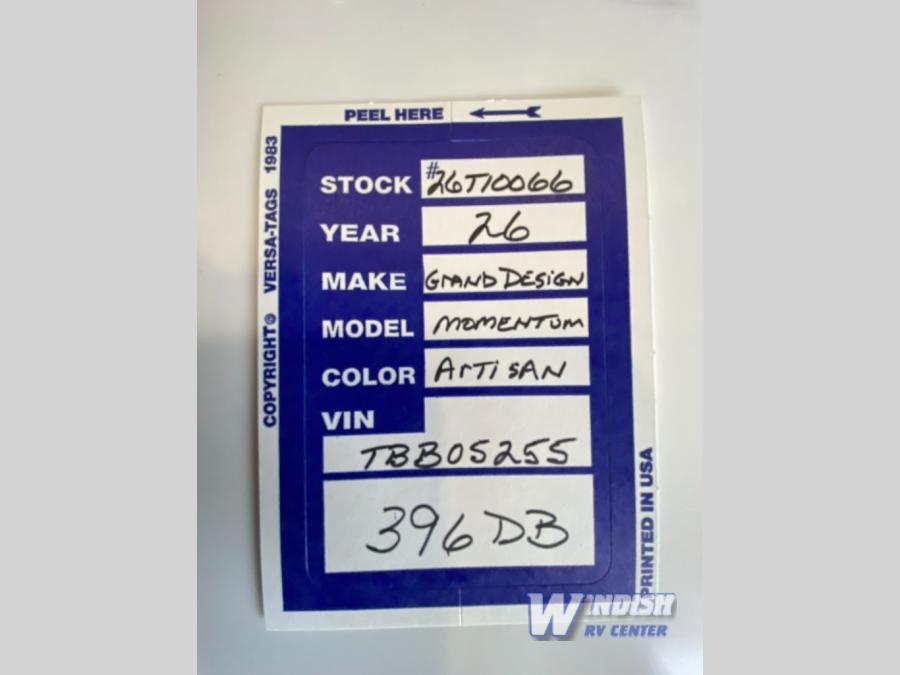 PEEL HERE
COPYRIGHT © VERSA-TAGS 1983
STOCK #26T10066
YEAR 26
MAKE GRAND DESIGN
MODEL MOMENTUM
COLOR ARTISAN
VIN
TBB05255
396DB
PRINTED IN USA
WINDISH
RV CENTER